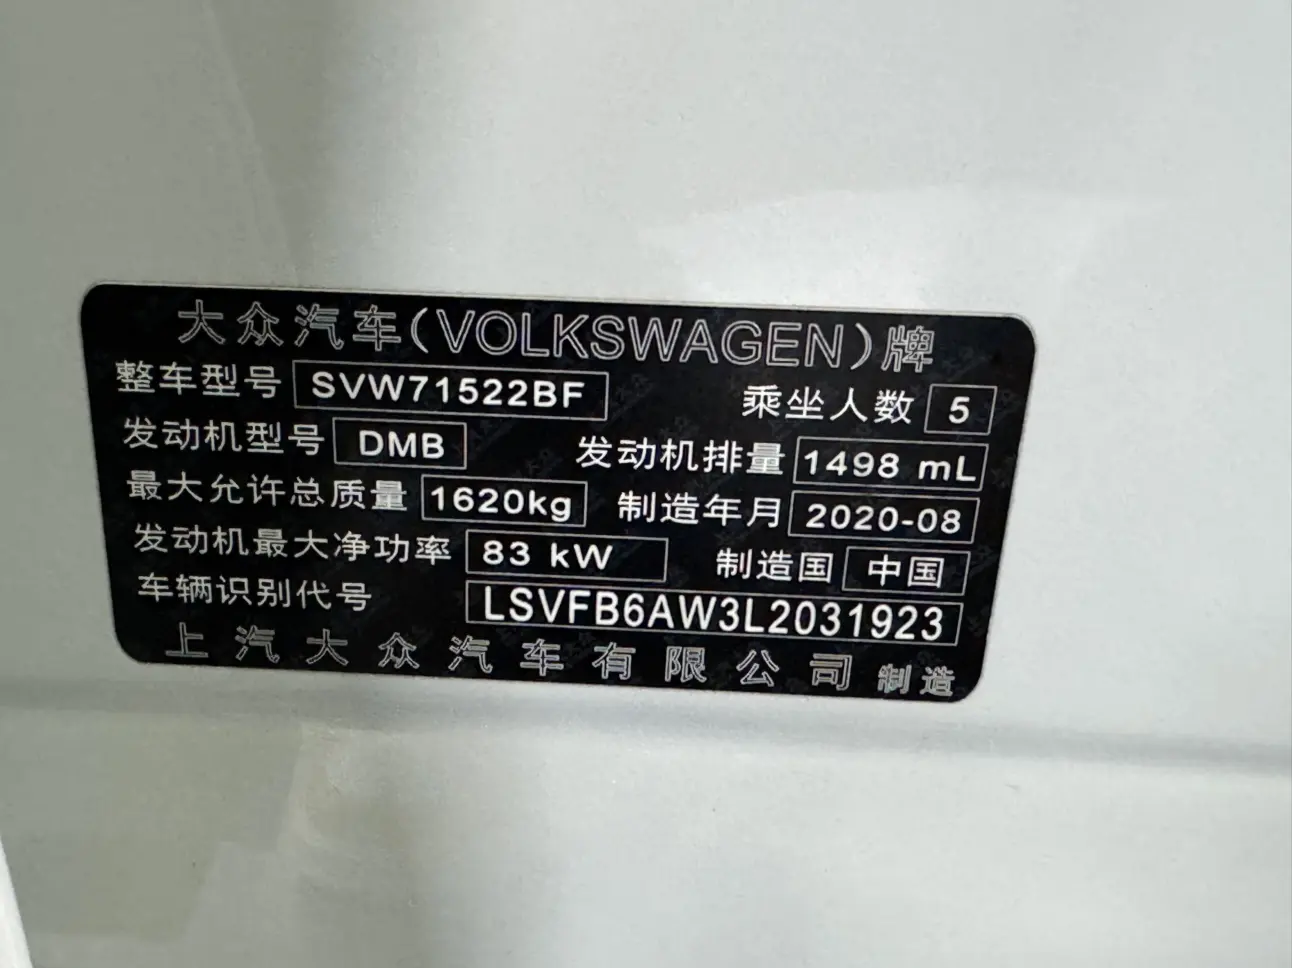 大众汽车(VOLKSWAGEN)牌
整车型号 SVW71522BF 乘坐人数 5
发动机型号 DMB 发动机排量 1498 mL
最大允许总质量 1620kg 制造年月 2020-08
发动机最大净功率 83 kW 制造国 中国
车辆识别代号 LSVFB6AW3L2031923
上汽大众汽车有限公司 制造